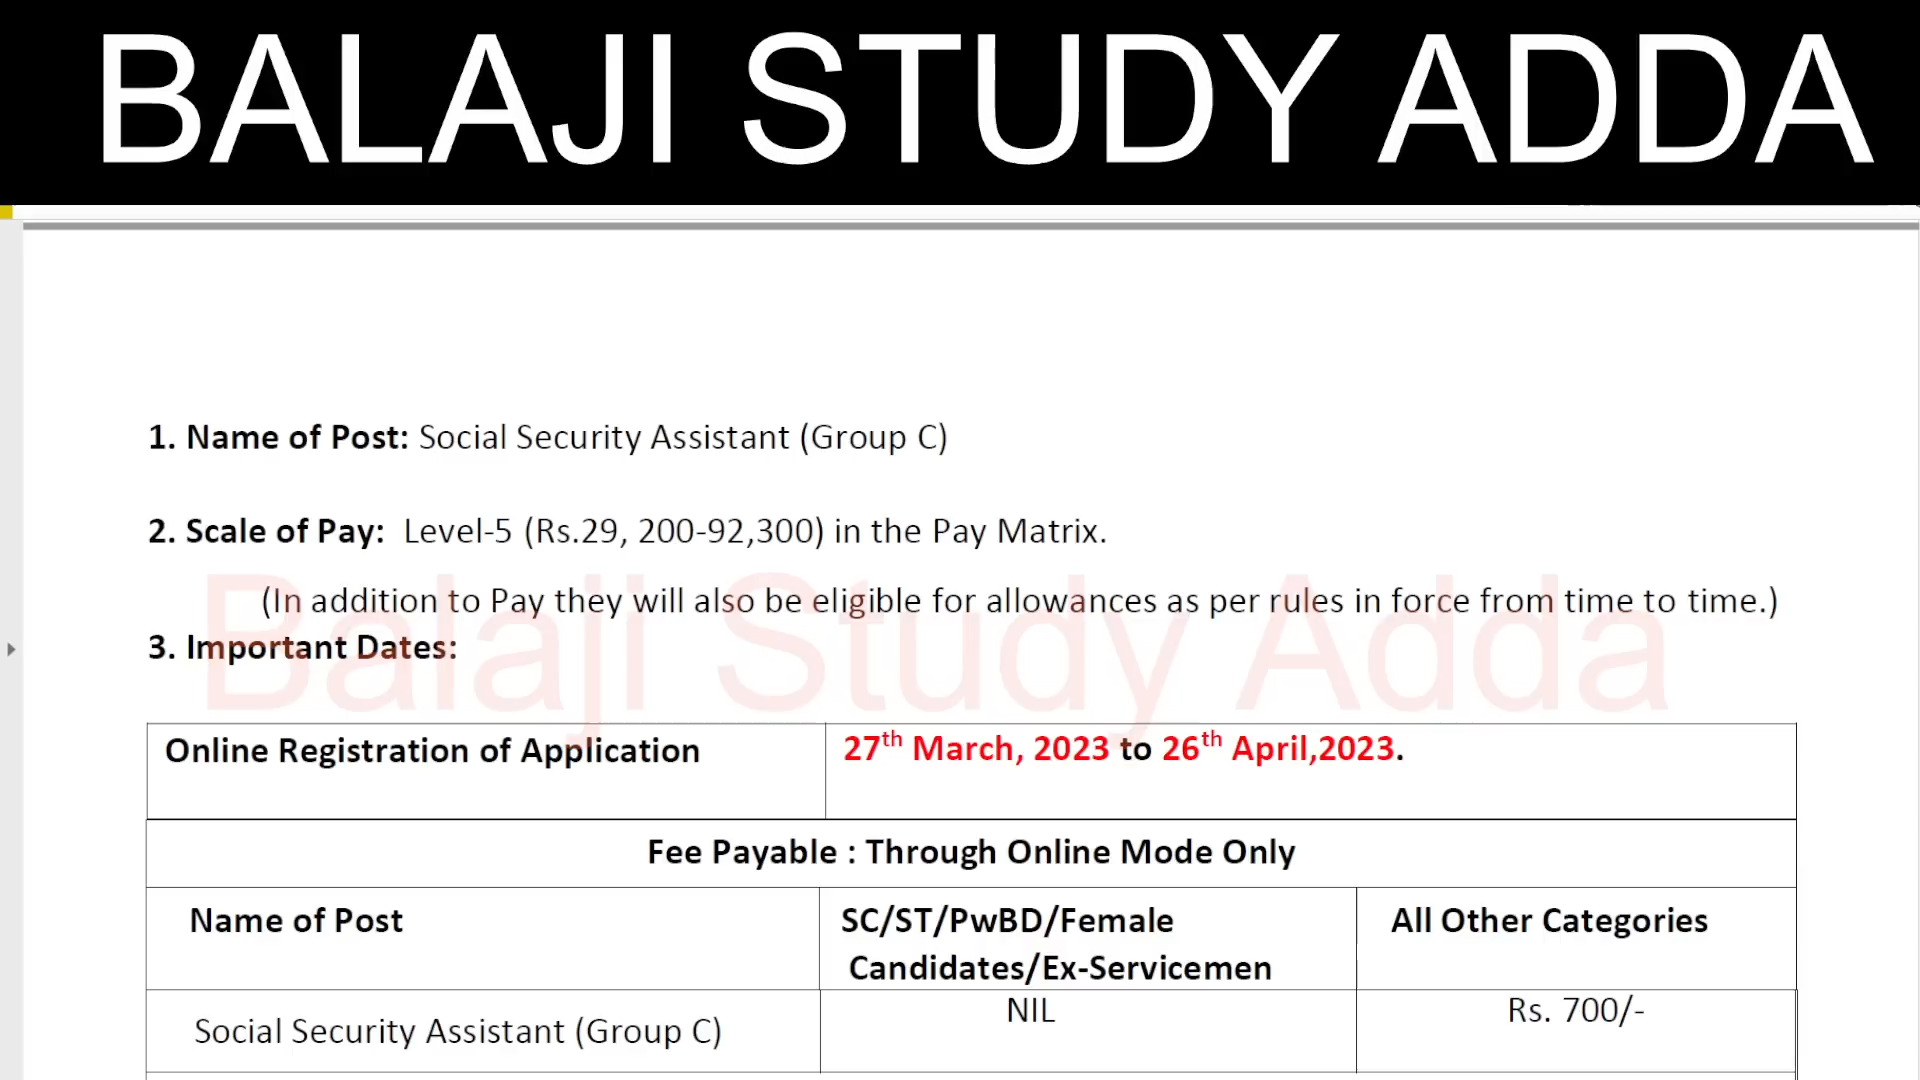 BALAJI STUDY ADDA
1. Name of Post: Social Security Assistant (Group C)
2. Scale of Pay: Level-5 (Rs.29, 200-92,300) in the Pay Matrix.
(In addition to Pay they will also be eligible for allowances as per rules in force from time to time.)
Balaji Study Adda
3. Important Dates:
Online Registration of Application 27th March, 2023 to 26th April,2023.
Fee Payable : Through Online Mode Only
Name of Post SC/ST/PwBD/Female All Other Categories
Candidates/Ex-Servicemen
Social Security Assistant (Group C) NIL Rs. 700/-